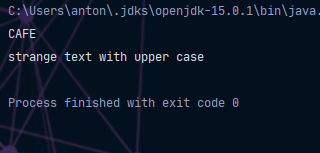 C:\Users\anton\.jdks\openjdk-15.0.1\bin\java.
CAFE
strange text with upper case
Process finished with exit code 0